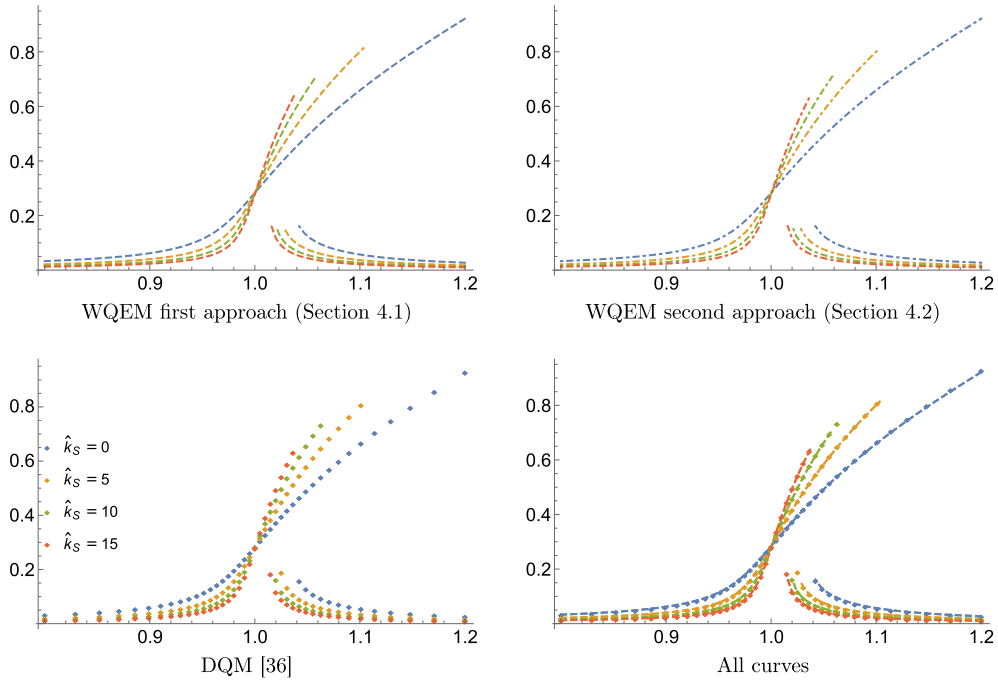 0.8
0.6
0.4
0.2
0.9 1.0 1.1 1.2
WQEM first approach (Section 4.1)
0.8
0.6
0.4
0.2
0.9 1.0 1.1 1.2
WQEM second approach (Section 4.2)
0.8
0.6
0.4
0.2
k̂_S = 0
k̂_S = 5
k̂_S = 10
k̂_S = 15
0.9 1.0 1.1 1.2
DQM [36]
0.8
0.6
0.4
0.2
0.9 1.0 1.1 1.2
All curves